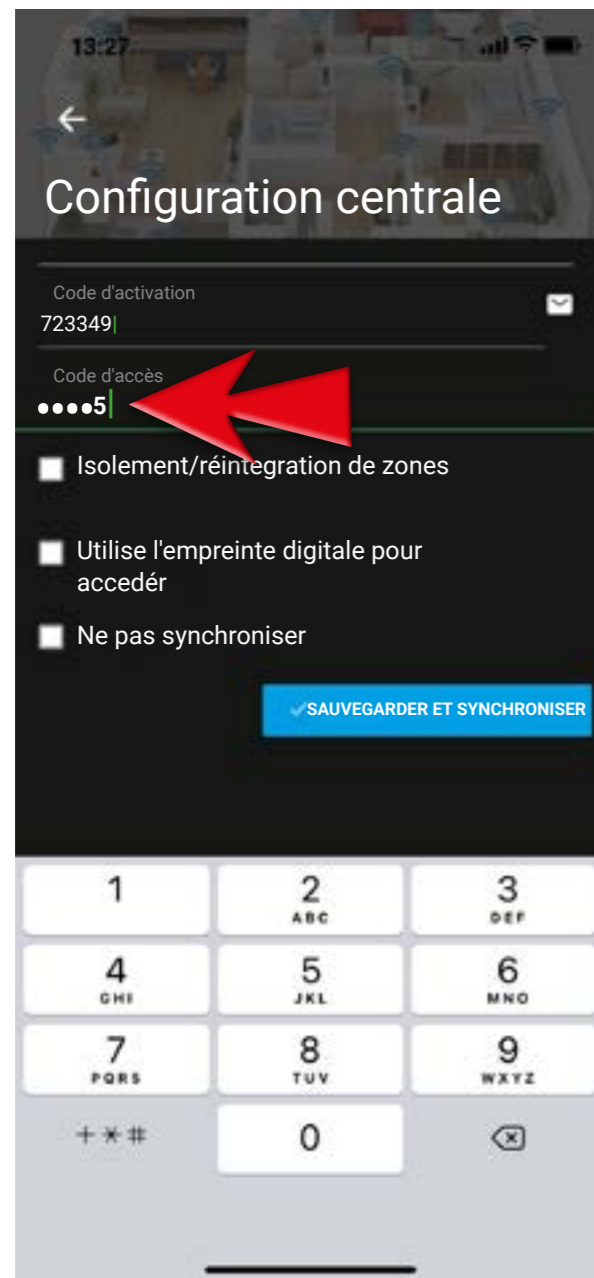 13:27
Configuration centrale
Code d'activation
723349
Code d'accès
••••5
Isolement/réintegration de zones
Utilise l'empreinte digitale pour
accedér
Ne pas synchroniser
SAUVEGARDER ET SYNCHRONISER
1 2 3
ABC DEF
4 5 6
GHI JKL MNO
7 8 9
PQRS TUV WXYZ
+*# 0